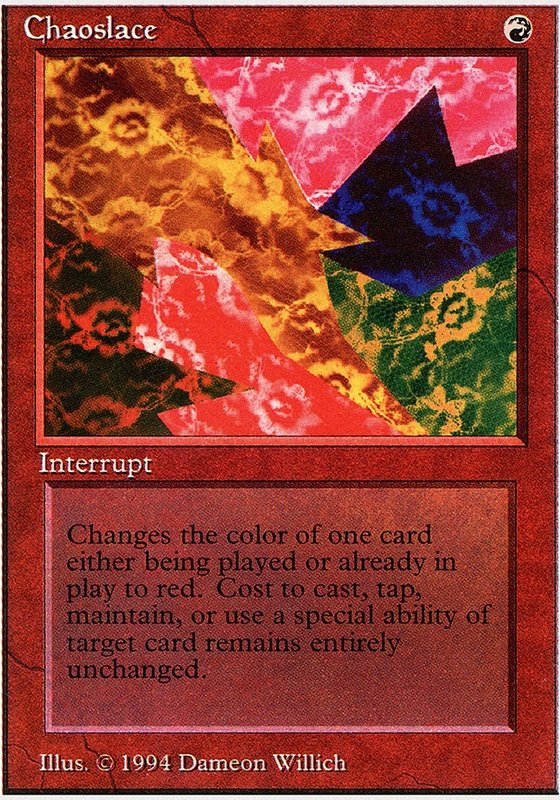 Chaoslace
Interrupt
Changes the color of one card
either being played or already in
play to red. Cost to cast, tap,
maintain, or use a special ability of
target card remains entirely
unchanged.
Illus. © 1994 Dameon Willich